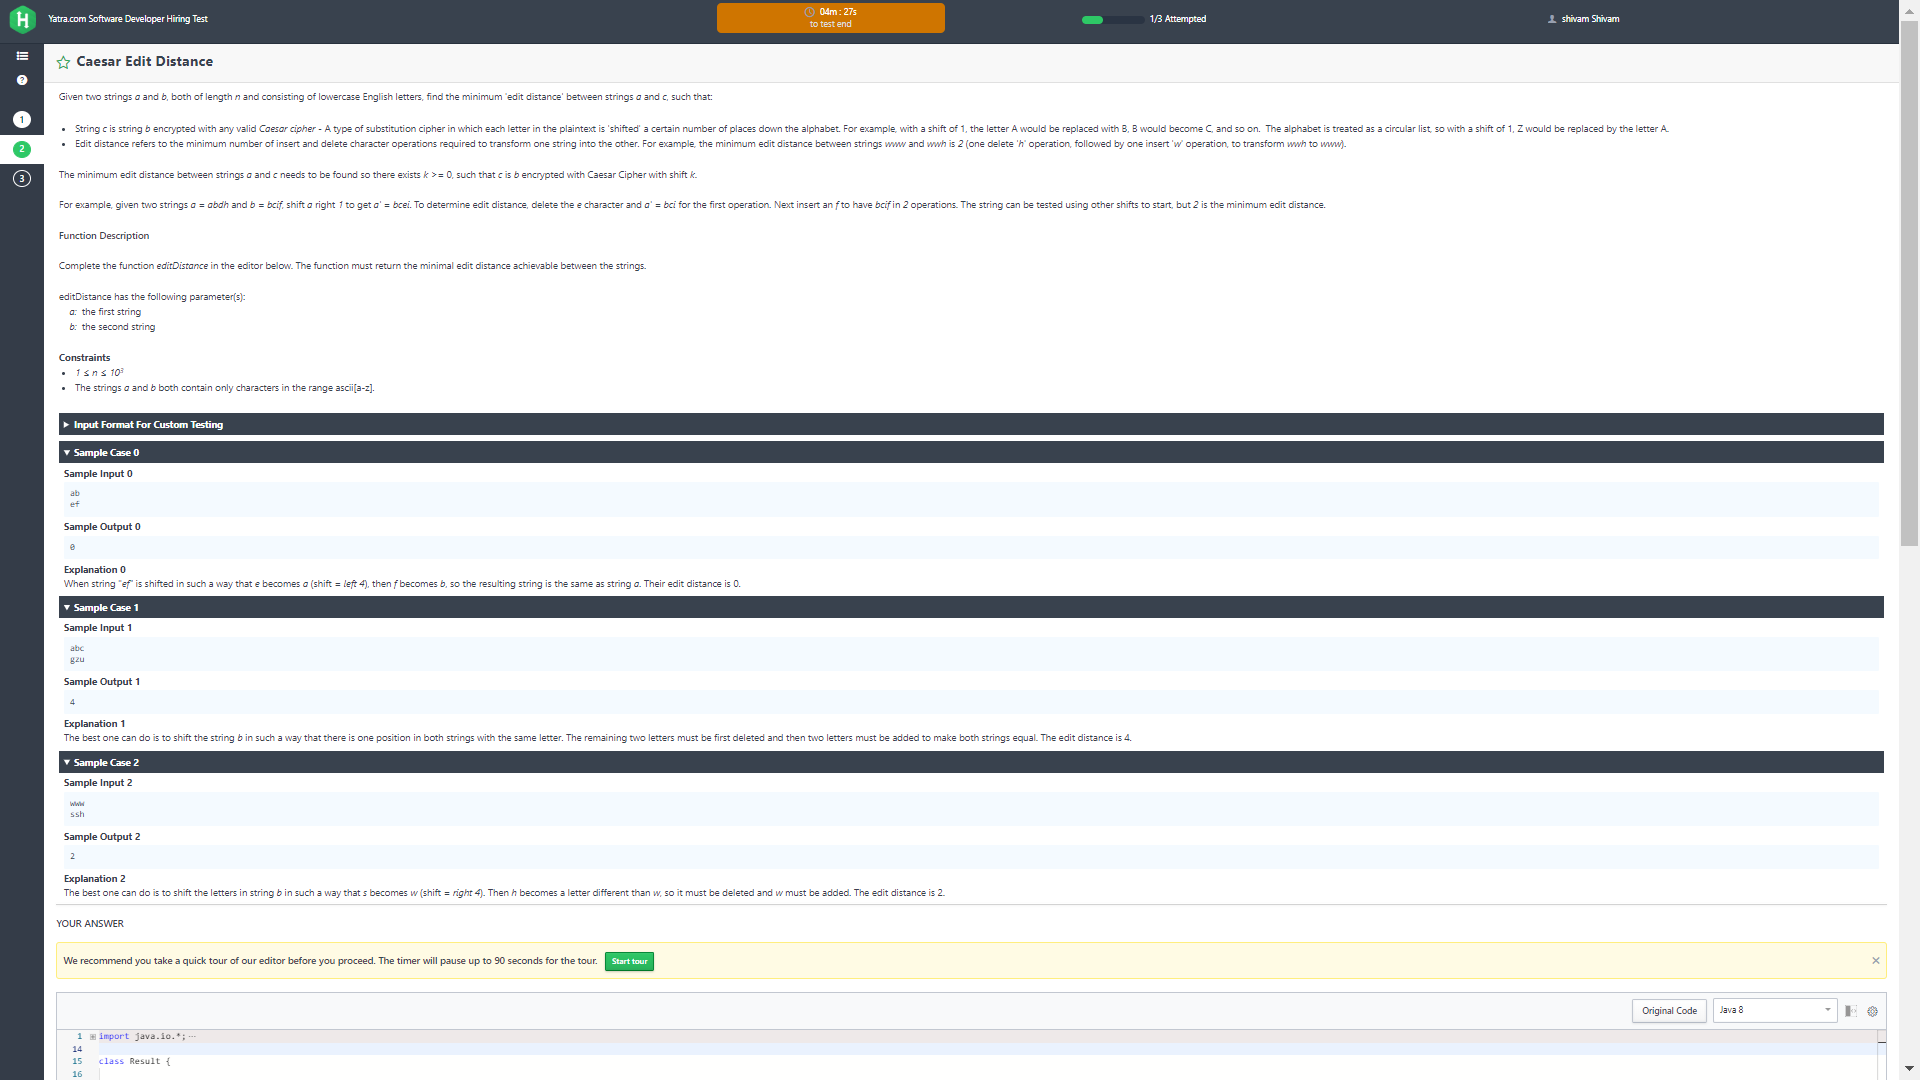 Yatra.com Software Developer Hiring Test
04m : 27s
to test end
1/3 Attempted
shivam Shivam
Caesar Edit Distance
1
2
3
Given two strings a and b, both of length n and consisting of lowercase English letters, find the minimum 'edit distance' between strings a and c, such that:
• String c is string b encrypted with any valid Caesar cipher - A type of substitution cipher in which each letter in the plaintext is 'shifted' a certain number of places down the alphabet. For example, with a shift of 1, the letter A would be replaced with B, B would become C, and so on. The alphabet is treated as a circular list, so with a shift of 1, Z would be replaced by the letter A.
• Edit distance refers to the minimum number of insert and delete character operations required to transform one string into the other. For example, the minimum edit distance between strings www and wwh is 2 (one delete 'h' operation, followed by one insert 'w' operation, to transform wwh to www).
The minimum edit distance between strings a and c needs to be found so there exists k >= 0, such that c is b encrypted with Caesar Cipher with shift k.
For example, given two strings a = abdh and b = bcif, shift a right 1 to get a' = bcei. To determine edit distance, delete the e character and a' = bci for the first operation. Next insert an f to have bcif in 2 operations. The string can be tested using other shifts to start, but 2 is the minimum edit distance.
Function Description
Complete the function editDistance in the editor below. The function must return the minimal edit distance achievable between the strings.
editDistance has the following parameter(s):
a: the first string
b: the second string
Constraints
• 1 ≤ n ≤ 10³
• The strings a and b both contain only characters in the range ascii[a-z].
Input Format For Custom Testing
Sample Case 0
Sample Input 0
ab
ef
Sample Output 0
0
Explanation 0
When string "ef" is shifted in such a way that e becomes a (shift = left 4), then f becomes b, so the resulting string is the same as string a. Their edit distance is 0.
Sample Case 1
Sample Input 1
abc
gzu
Sample Output 1
4
Explanation 1
The best one can do is to shift the string b in such a way that there is one position in both strings with the same letter. The remaining two letters must be first deleted and then two letters must be added to make both strings equal. The edit distance is 4.
Sample Case 2
Sample Input 2
www
ssh
Sample Output 2
2
Explanation 2
The best one can do is to shift the letters in string b in such a way that s becomes w (shift = right 4). Then h becomes a letter different than w, so it must be deleted and w must be added. The edit distance is 2.
YOUR ANSWER
We recommend you take a quick tour of our editor before you proceed. The timer will pause up to 90 seconds for the tour. Start tour
Original Code Java 8
1 import java.io.*; ···
14
15 class Result {
16